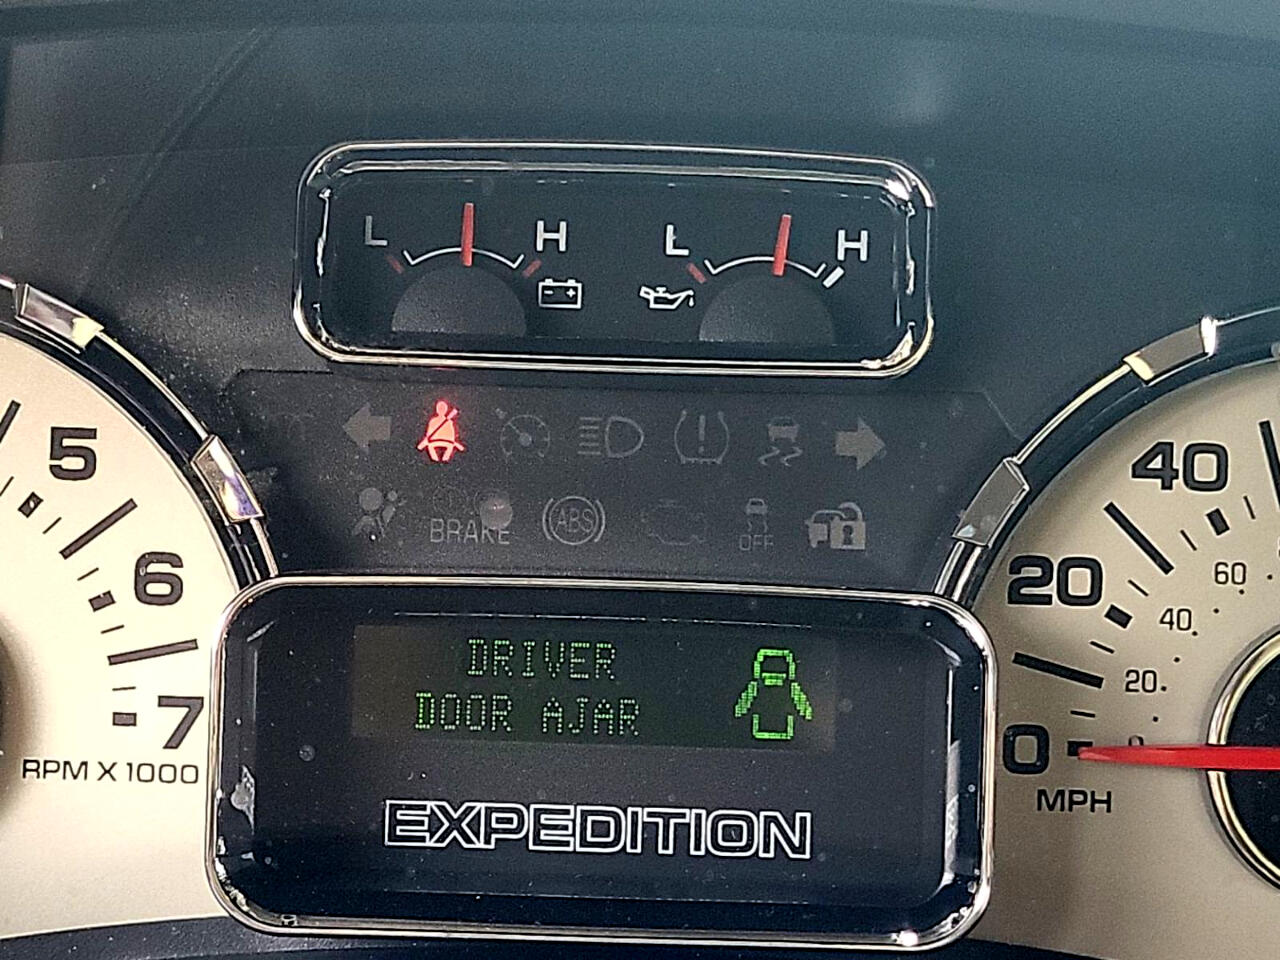 L H
L H
BRAKE
ABS
OFF
5
6
7
RPM X 1000
DRIVER
DOOR AJAR
EXPEDITION
40
20
0
60
40
20
0
MPH